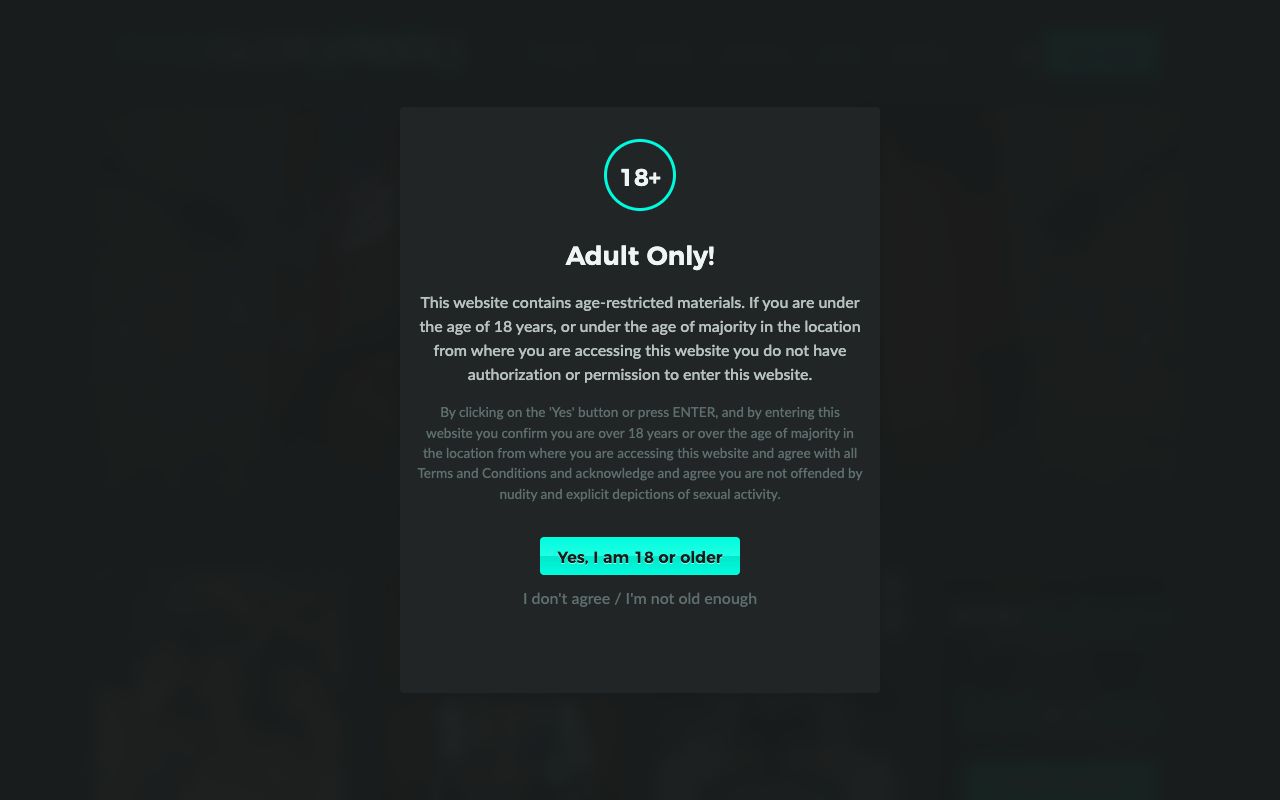 18+
Adult Only!
This website contains age-restricted materials. If you are under
the age of 18 years, or under the age of majority in the location
from where you are accessing this website you do not have
authorization or permission to enter this website.
By clicking on the 'Yes' button or press ENTER, and by entering this
website you confirm you are over 18 years or over the age of majority in
the location from where you are accessing this website and agree with all
Terms and Conditions and acknowledge and agree you are not offended by
nudity and explicit depictions of sexual activity.
Yes, I am 18 or older
I don't agree / I'm not old enough